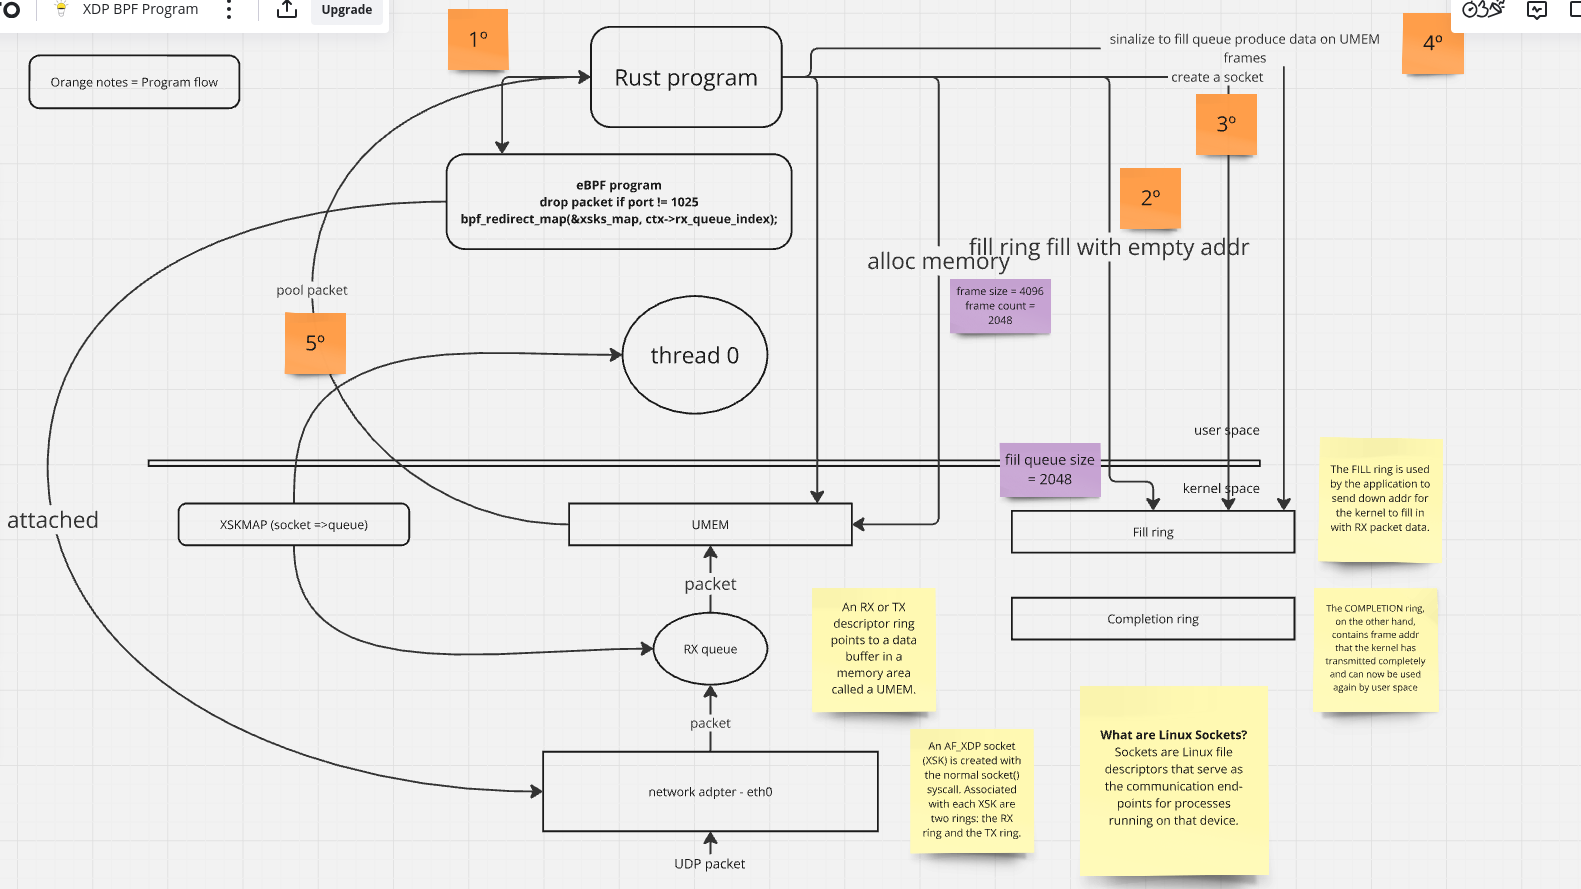 XDP BPF Program
Upgrade
Orange notes = Program flow
1º
Rust program
sinalize to fill queue produce data on UMEM
frames
create a socket
4º
3º
2º
eBPF program
drop packet if port != 1025
bpf_redirect_map(&xsks_map, ctx->rx_queue_index);
fill ring fill with empty addr
alloc memory
frame size = 4096
frame count =
2048
pool packet
5º
thread 0
user space
fiil queue size
= 2048
kernel space
attached
XSKMAP (socket =>queue)
UMEM
Fill ring
The FILL ring is used
by the application to
send down addr for
the kernel to fill in
with RX packet data.
packet
RX queue
An RX or TX
descriptor ring
points to a data
buffer in a
memory area
called a UMEM.
Completion ring
The COMPLETION ring,
on the other hand,
contains frame addr
that the kernel has
transmitted completely
and can now be used
again by user space
packet
network adpter - eth0
UDP packet
An AF_XDP socket
(XSK) is created with
the normal socket()
syscall. Associated
with each XSK are
two rings: the RX
ring and the TX ring.
What are Linux Sockets?
Sockets are Linux file
descriptors that serve as
the communication end-
points for processes
running on that device.